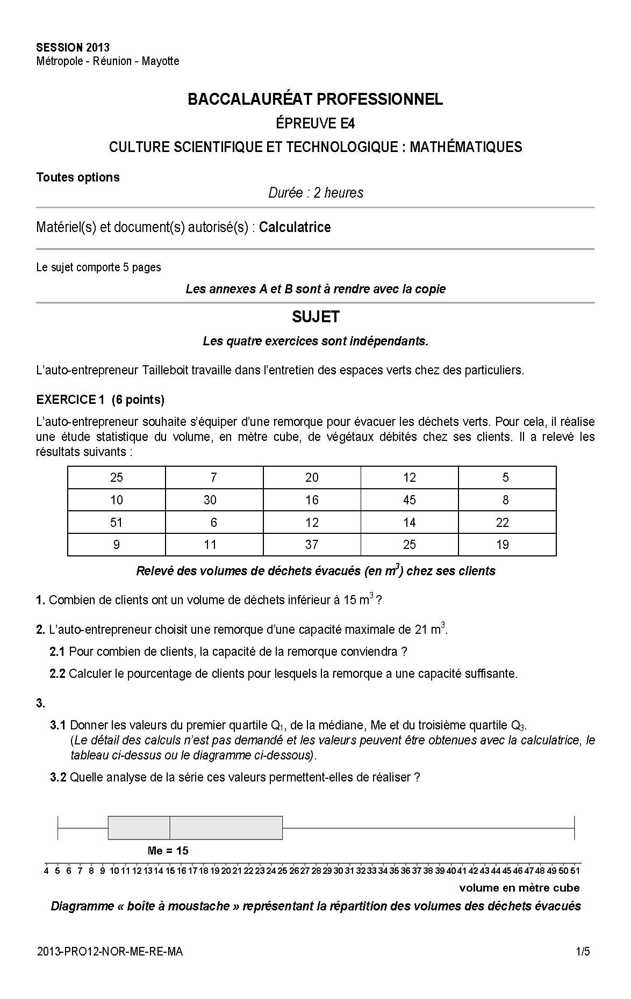 SESSION 2013
Métropole - Réunion - Mayotte
BACCALAURÉAT PROFESSIONNEL
ÉPREUVE E4
CULTURE SCIENTIFIQUE ET TECHNOLOGIQUE : MATHÉMATIQUES
Toutes options
Durée : 2 heures
Matériel(s) et document(s) autorisé(s) : Calculatrice
Le sujet comporte 5 pages
Les annexes A et B sont à rendre avec la copie
SUJET
Les quatre exercices sont indépendants.
L'auto-entrepreneur Tailleboit travaille dans l'entretien des espaces verts chez des particuliers.
EXERCICE 1 (6 points)
L'auto-entrepreneur souhaite s'équiper d'une remorque pour évacuer les déchets verts. Pour cela, il réalise
une étude statistique du volume, en mètre cube, de végétaux débités chez ses clients. Il a relevé les
résultats suivants :
25 7 20 12 5
10 30 16 45 8
51 6 12 14 22
9 11 37 25 19
Relevé des volumes de déchets évacués (en m³) chez ses clients
1. Combien de clients ont un volume de déchets inférieur à 15 m³ ?
2. L'auto-entrepreneur choisit une remorque d'une capacité maximale de 21 m³.
2.1 Pour combien de clients, la capacité de la remorque conviendra ?
2.2 Calculer le pourcentage de clients pour lesquels la remorque a une capacité suffisante.
3.
3.1 Donner les valeurs du premier quartile Q₁, de la médiane, Me et du troisième quartile Q₃.
(Le détail des calculs n'est pas demandé et les valeurs peuvent être obtenues avec la calculatrice, le
tableau ci-dessus ou le diagramme ci-dessous).
3.2 Quelle analyse de la série ces valeurs permettent-elles de réaliser ?
Me = 15
4 5 6 7 8 9 10 11 12 13 14 15 16 17 18 19 20 21 22 23 24 25 26 27 28 29 30 31 32 33 34 35 36 37 38 39 40 41 42 43 44 45 46 47 48 49 50 51
volume en mètre cube
Diagramme « boîte à moustache » représentant la répartition des volumes des déchets évacués
2013-PRO12-NOR-ME-RE-MA 1/5